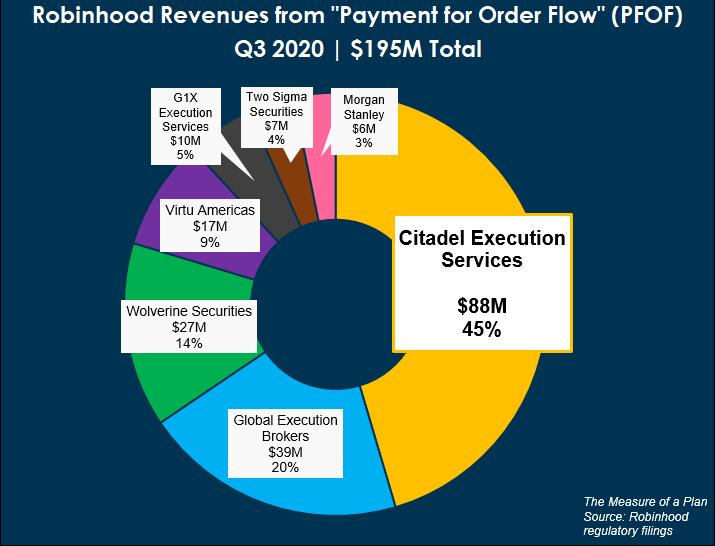 Robinhood Revenues from "Payment for Order Flow" (PFOF)
Q3 2020 | $195M Total
G1X
Execution
Services
$10M
5%
Two Sigma
Securities
$7M
4%
Morgan
Stanley
$6M
3%
Virtu Americas
$17M
9%
Citadel Execution
Services
$88M
45%
Wolverine Securities
$27M
14%
Global Execution
Brokers
$39M
20%
The Measure of a Plan
Source: Robinhood
regulatory filings